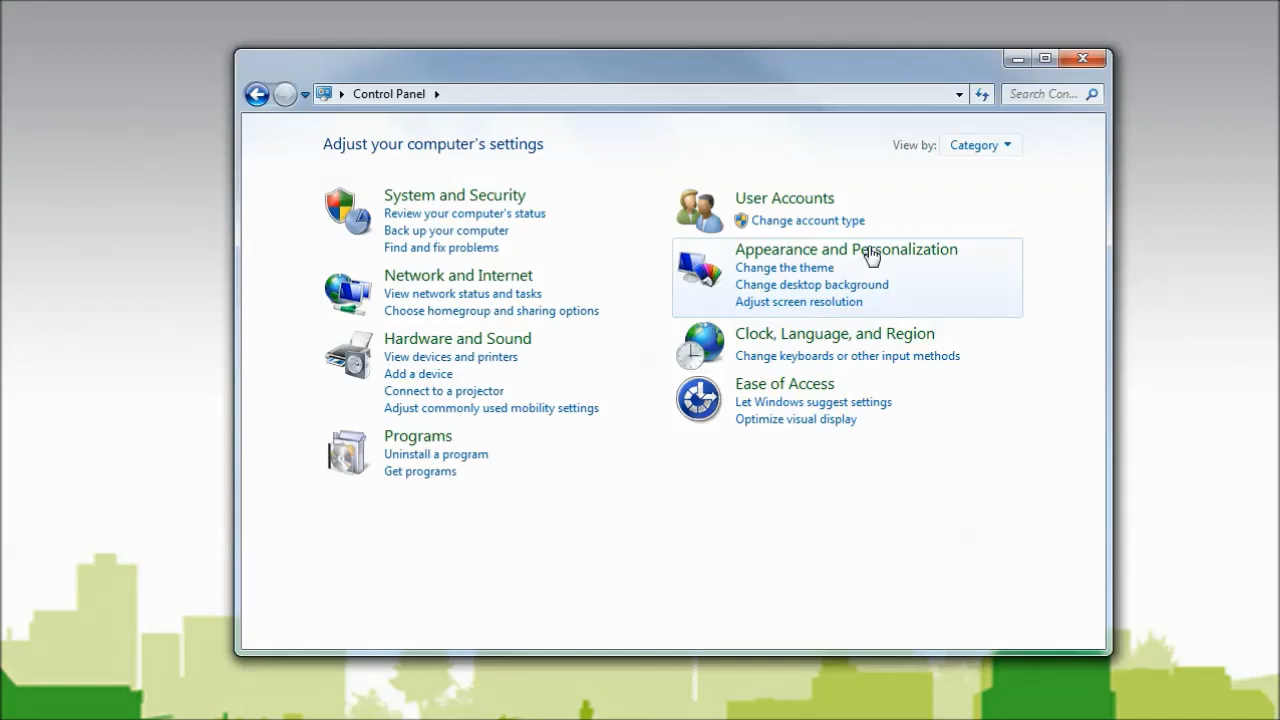 Control Panel
Search Con...
Adjust your computer's settings
View by: Category
System and Security
Review your computer's status
Back up your computer
Find and fix problems
Network and Internet
View network status and tasks
Choose homegroup and sharing options
Hardware and Sound
View devices and printers
Add a device
Connect to a projector
Adjust commonly used mobility settings
Programs
Uninstall a program
Get programs
User Accounts
Change account type
Appearance and Personalization
Change the theme
Change desktop background
Adjust screen resolution
Clock, Language, and Region
Change keyboards or other input methods
Ease of Access
Let Windows suggest settings
Optimize visual display